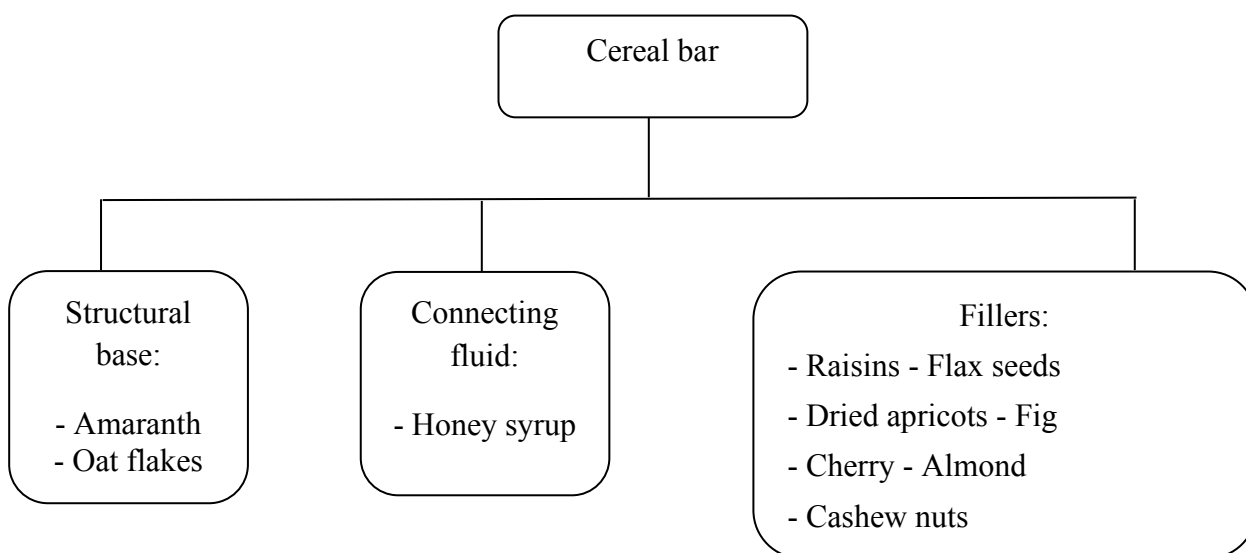 Cereal bar
Structural
base:
- Amaranth
- Oat flakes
Connecting
fluid:
- Honey syrup
Fillers:
- Raisins - Flax seeds
- Dried apricots - Fig
- Cherry - Almond
- Cashew nuts